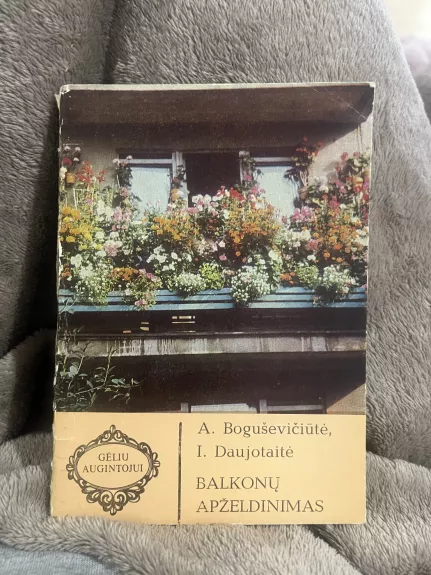 GĖLIŲ
AUGINTOJUI
A. Boguševičiūtė,
I. Daujotaitė
BALKONŲ
APŽELDINIMAS